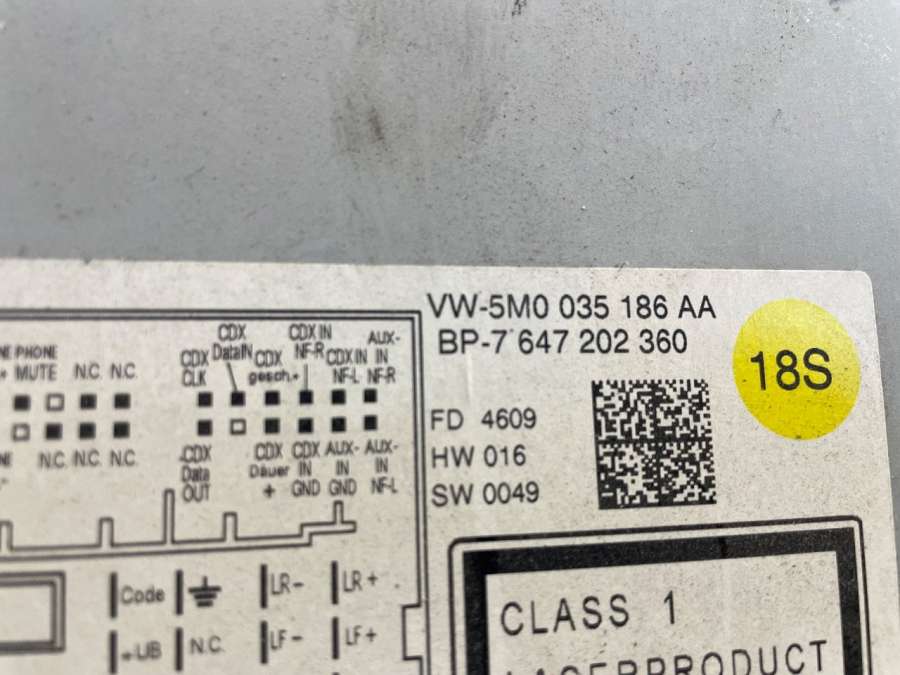 VW-5M0 035 186 AA
BP-7 647 202 360
18S
FD 4609
HW 016
SW 0049
PHONE
MUTE N.C. N.C.
N.C. N.C. N.C.
CDX
CLK
CDX
DataIN
CDX
gesch.+
CDX IN
NF-R
CDX IN
NF-L
AUX-
IN
NF-R
CDX
Data
OUT
CDX
Dauer
+
CDX
IN
GND
AUX-
IN
GND
AUX-
IN
NF-L
Code
LR-
LR+
+UB
N.C.
LF-
LF+
CLASS 1
LASERPRODUCT